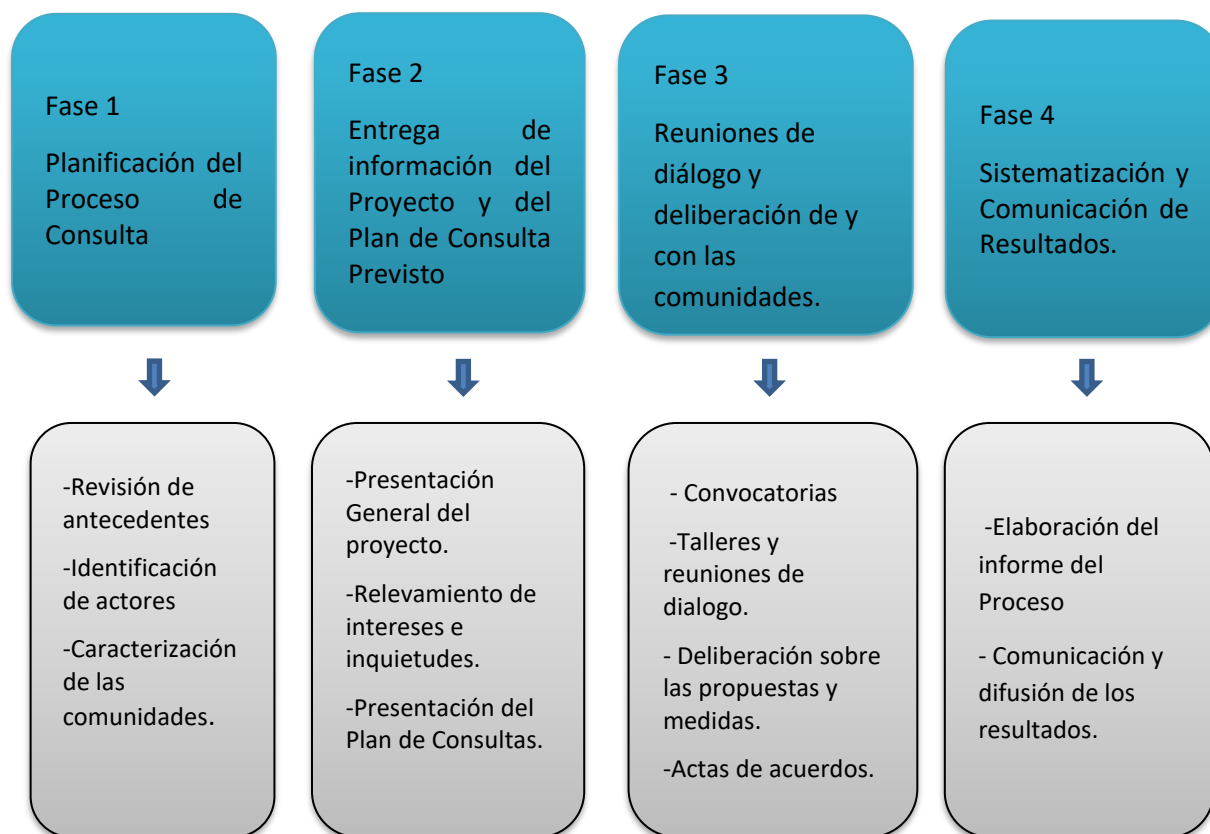 Fase 1
Planificación del
Proceso de
Consulta
Fase 2
Entrega de
información del
Proyecto y del
Plan de Consulta
Previsto
Fase 3
Reuniones de
diálogo y
deliberación de y
con las
comunidades.
Fase 4
Sistematización y
Comunicación de
Resultados.
-Revisión de
antecedentes
-Identificación
de actores
-Caracterización
de las
comunidades.
-Presentación
General del
proyecto.
-Relevamiento de
intereses e
inquietudes.
-Presentación del
Plan de Consultas.
- Convocatorias
-Talleres y
reuniones de
dialogo.
- Deliberación sobre
las propuestas y
medidas.
-Actas de acuerdos.
-Elaboración del
informe del
Proceso
- Comunicación y
difusión de los
resultados.